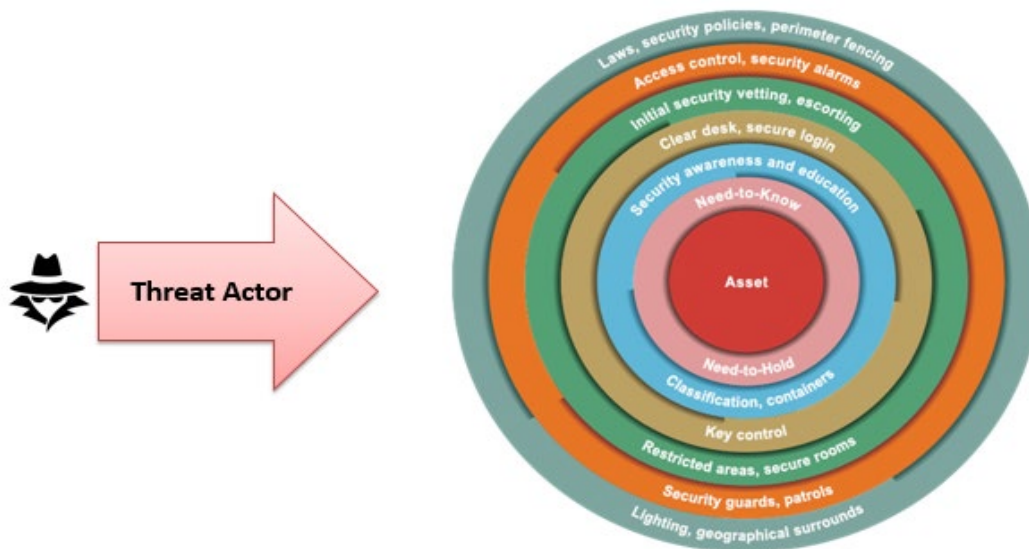 Laws, security policies, perimeter fencing
Access control, security alarms
Initial security vetting, escorting
Clear desk, secure login
Security awareness and education
Need-to-Know
Threat Actor
Asset
Need-to-Hold
Classification, containers
Key control
Restricted areas, secure rooms
Security guards, patrols
Lighting, geographical surrounds